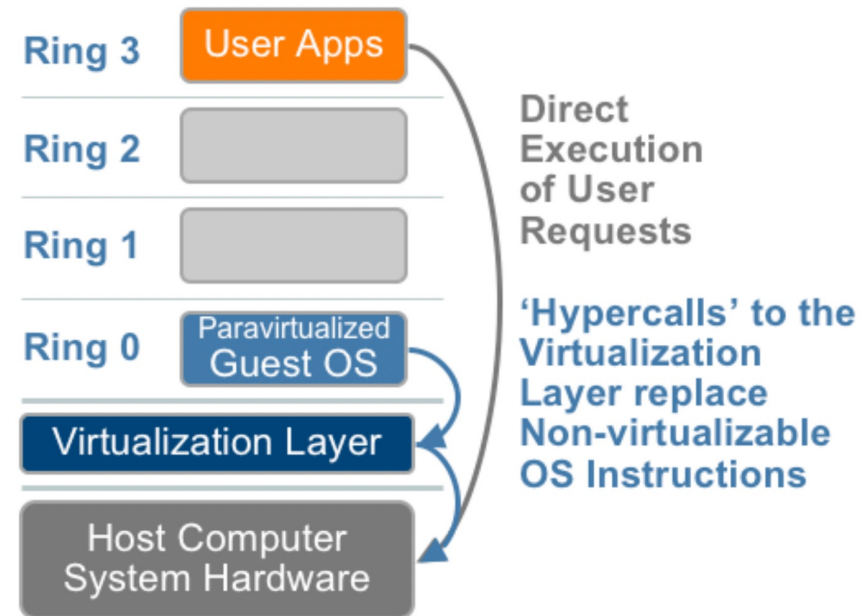 Ring 3
User Apps
Ring 2
Ring 1
Ring 0
Paravirtualized
Guest OS
Virtualization Layer
Host Computer
System Hardware
Direct
Execution
of User
Requests
‘Hypercalls’ to the
Virtualization
Layer replace
Non-virtualizable
OS Instructions